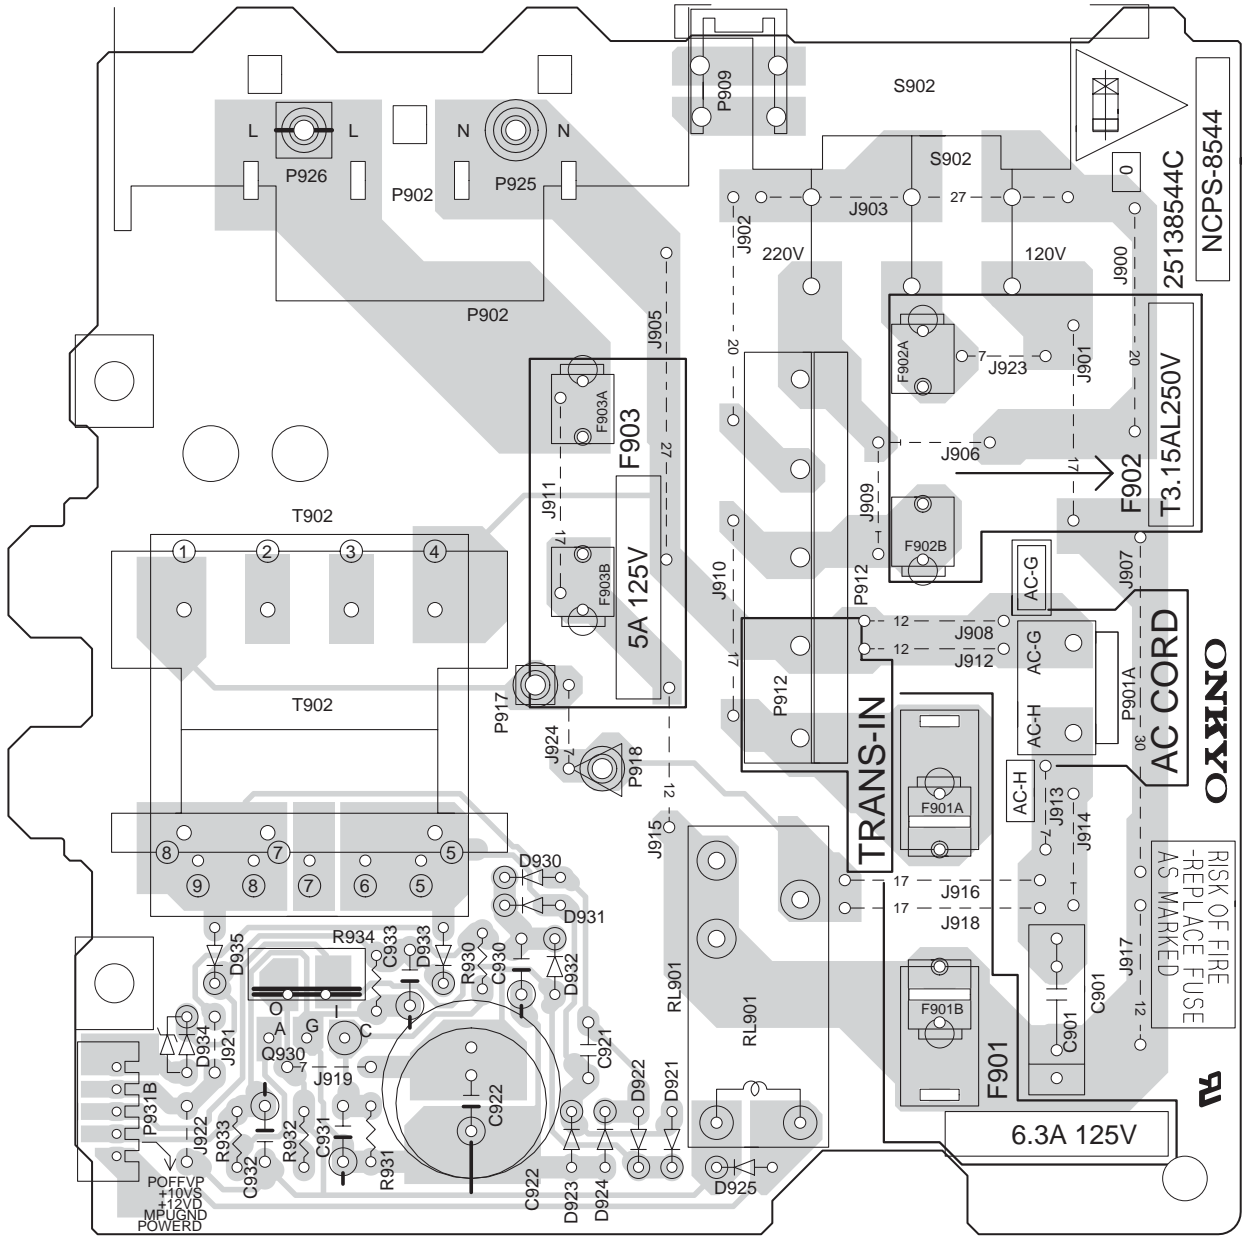 P909
S902
L
L
N
N
P926
P902
P925
S902
0
J902
J903
27
220V
120V
J900
25138544C
NCPS-8544
P902
J905
20
F902A
7
J923
J901
20
T3.15AL250V
F903A
F903
27
J906
17
F902
J911
17
J909
T902
1
2
3
4
F903B
5A 125V
J910
17
P912
F902B
AC-G
J907
12
J908
12
J912
AC-G
AC-H
P901A
AC CORD
30
ONKYO
T902
P917
J924
7
P918
P912
TRANS-IN
12
J915
F901A
AC-H
J913
7
J914
8
7
5
9
8
7
6
5
D930
D931
17
J916
17
J918
RISK OF FIRE
-REPLACE FUSE
AS MARKED
D935
R934
C933
D933
R930
C930
D932
RL901
RL901
J917
12
C901
C901
F901B
F901
O
A
G
I
C
D934
J921
Q930
7
J919
C921
D922
D921
C922
P931B
J922
R933
C932
R932
C931
R931
C922
D923
D924
D925
6.3A 125V
POFFVP
+10VS
+12VD
MPUGND
POWERD